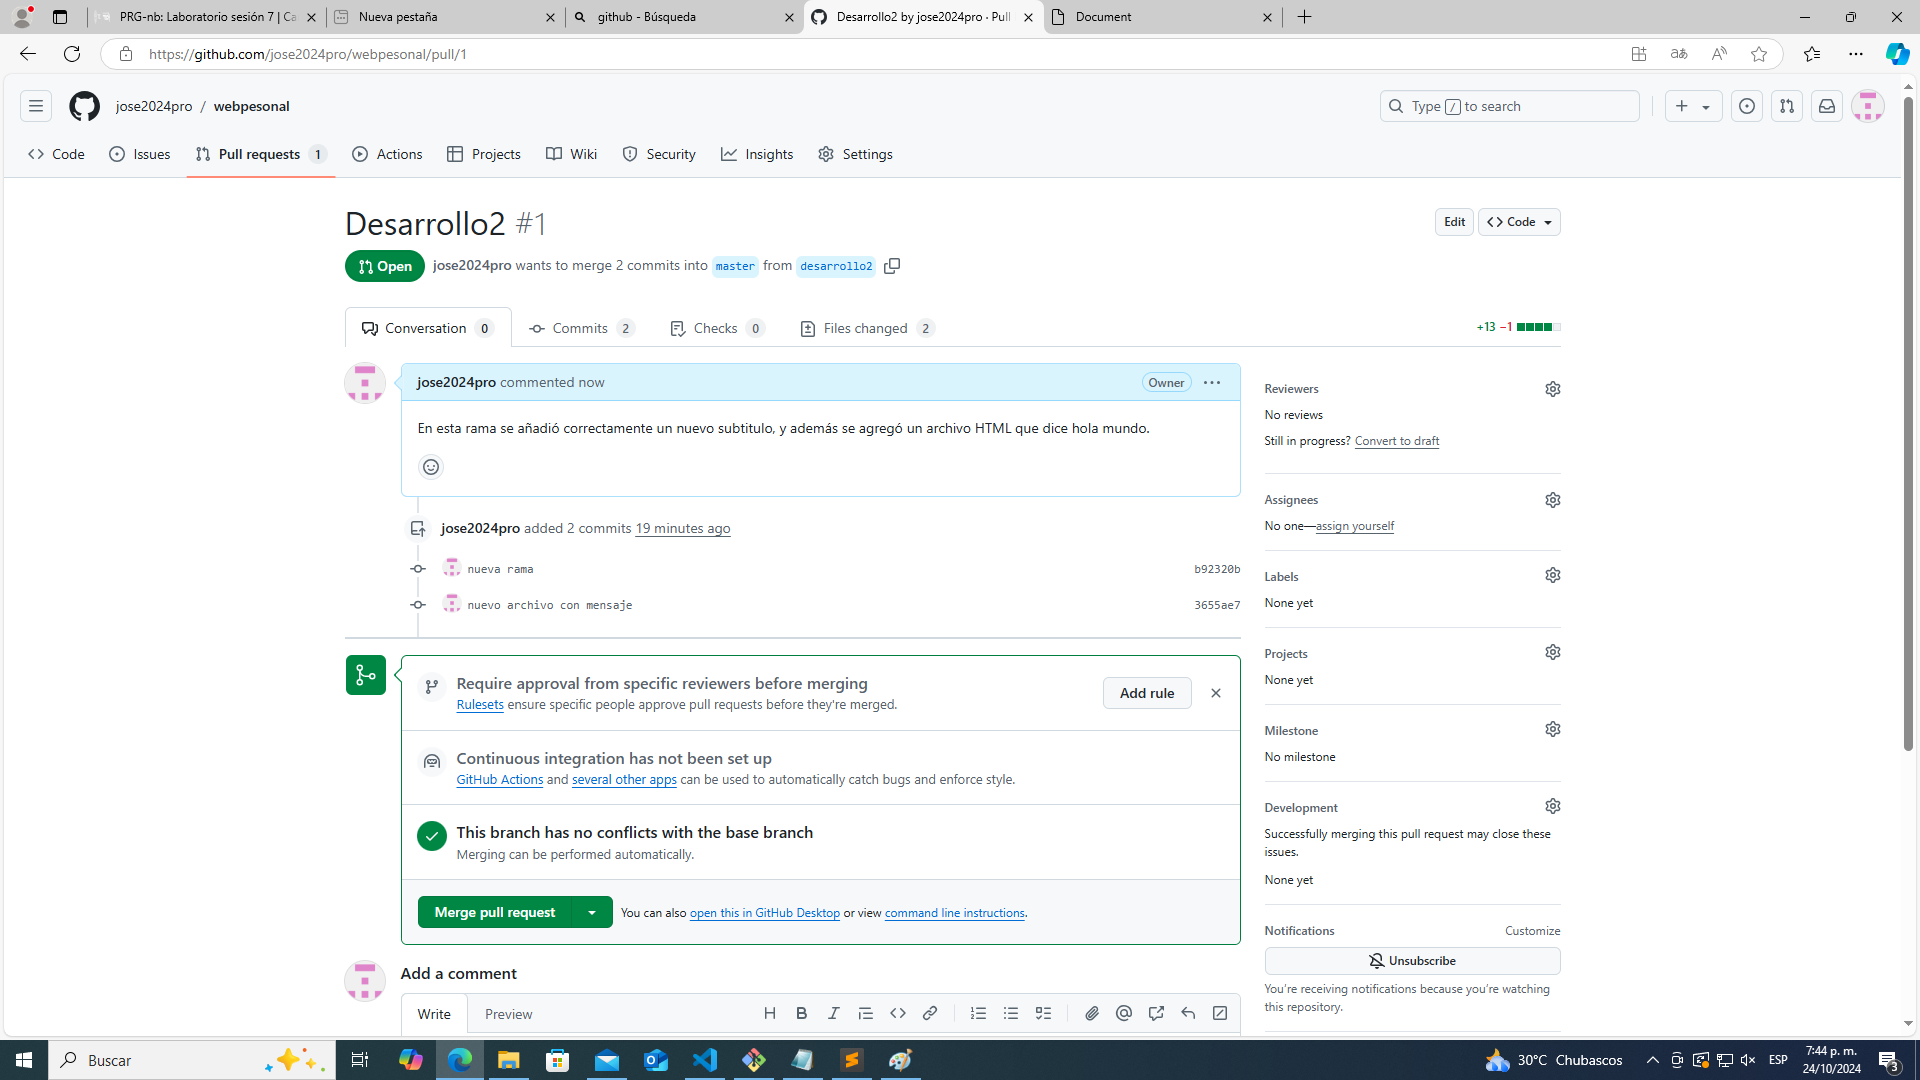 PRG-nb: Laboratorio sesión 7 | Ca
Nueva pestaña
github - Búsqueda
Desarrollo2 by jose2024pro · Pull
Document
https://github.com/jose2024pro/webpesonal/pull/1
jose2024pro / webpesonal
Type / to search
Code
Issues
Pull requests 1
Actions
Projects
Wiki
Security
Insights
Settings
Desarrollo2 #1
Edit
Code
Open
jose2024pro wants to merge 2 commits into master from desarrollo2
Conversation 0
Commits 2
Checks 0
Files changed 2
+13 −1
jose2024pro commented now
Owner
En esta rama se añadió correctamente un nuevo subtitulo, y además se agregó un archivo HTML que dice hola mundo.
jose2024pro added 2 commits 19 minutes ago
nueva rama
b92320b
nuevo archivo con mensaje
3655ae7
Require approval from specific reviewers before merging
Rulesets ensure specific people approve pull requests before they're merged.
Add rule
Continuous integration has not been set up
GitHub Actions and several other apps can be used to automatically catch bugs and enforce style.
This branch has no conflicts with the base branch
Merging can be performed automatically.
Merge pull request
You can also open this in GitHub Desktop or view command line instructions.
Add a comment
Write
Preview
Reviewers
No reviews
Still in progress? Convert to draft
Assignees
No one—assign yourself
Labels
None yet
Projects
None yet
Milestone
No milestone
Development
Successfully merging this pull request may close these
issues.
None yet
Notifications
Customize
Unsubscribe
You're receiving notifications because you're watching
this repository.
Buscar
30°C Chubascos
ESP
7:44 p. m.
24/10/2024
3